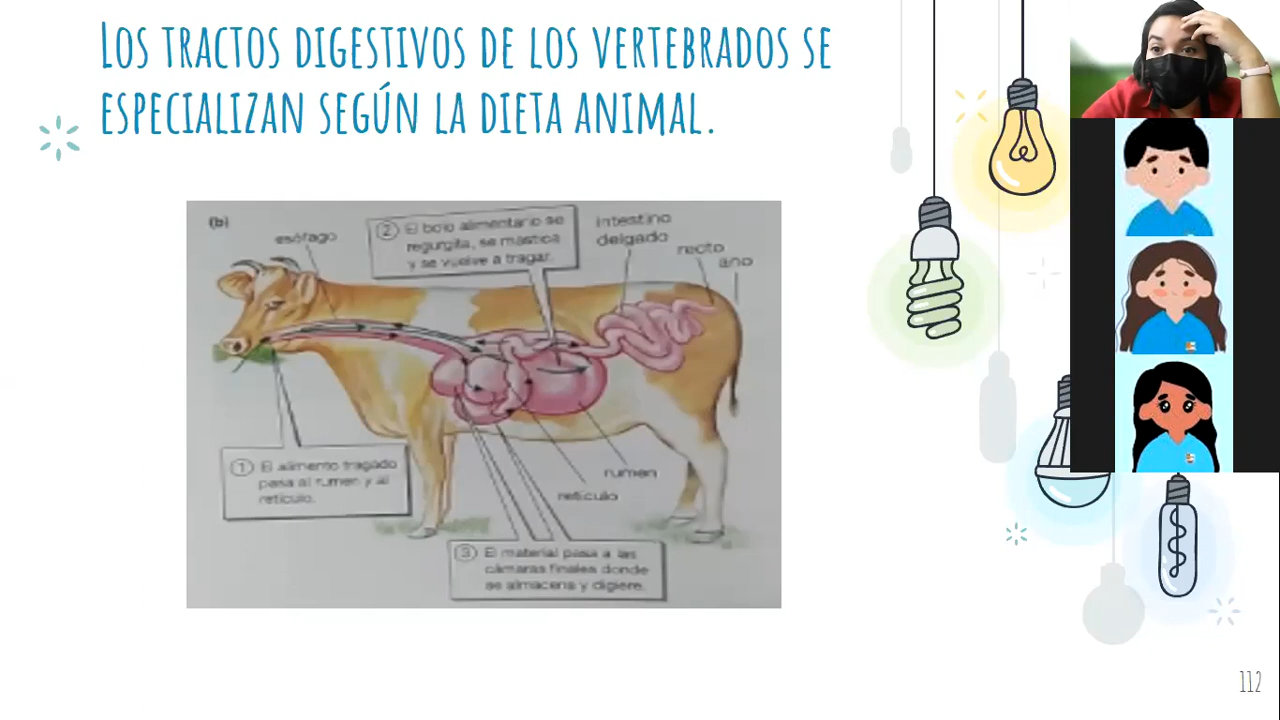 LOS TRACTOS DIGESTIVOS DE LOS VERTEBRADOS SE
ESPECIALIZAN SEGÚN LA DIETA ANIMAL.
(b)
esófago
2 El bolo alimentario se
regurgita, se mastica
y se vuelve a tragar.
intestino
delgado
recto
ano
1 El alimento tragado
pasa al rumen y al
retículo.
rumen
retículo
3 El material pasa a las
cámaras finales donde
se almacena y digiere.
112